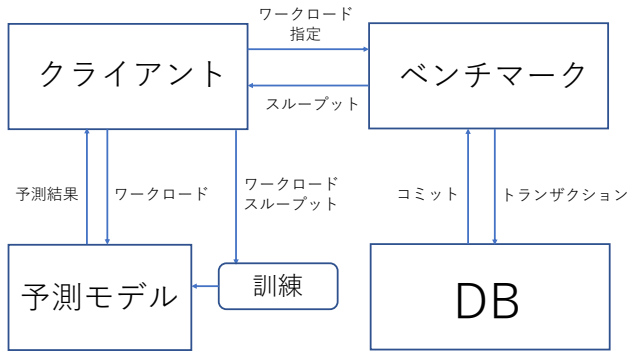 ワークロード
指定
クライアント
ベンチマーク
スループット
予測結果
ワークロード
ワークロード
スループット
コミット
トランザクション
予測モデル
訓練
DB